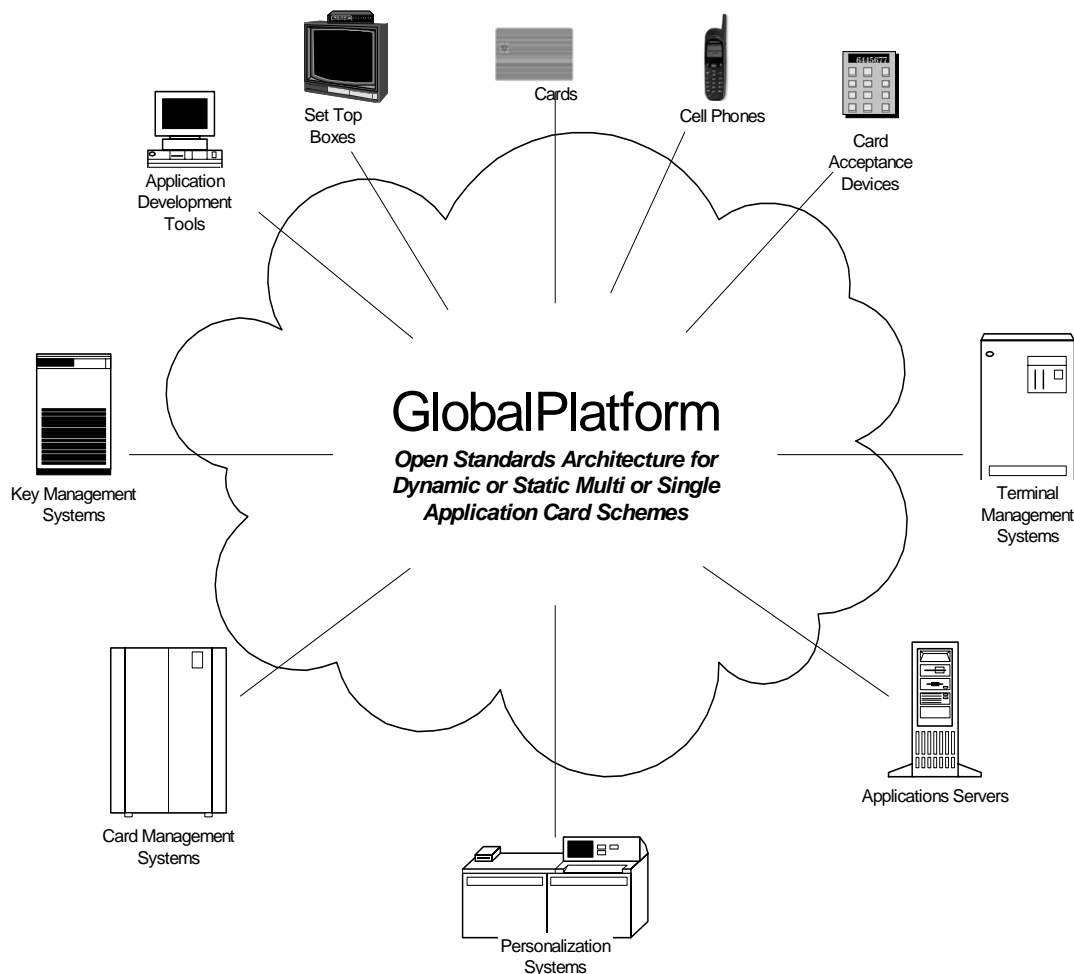 Set Top
Boxes
Cards
Cell Phones
6445677
Card
Acceptance
Devices
Application
Development
Tools
GlobalPlatform
Open Standards Architecture for
Dynamic or Static Multi or Single
Application Card Schemes
Key Management
Systems
Terminal
Management
Systems
Card Management
Systems
Applications Servers
Personalization
Systems